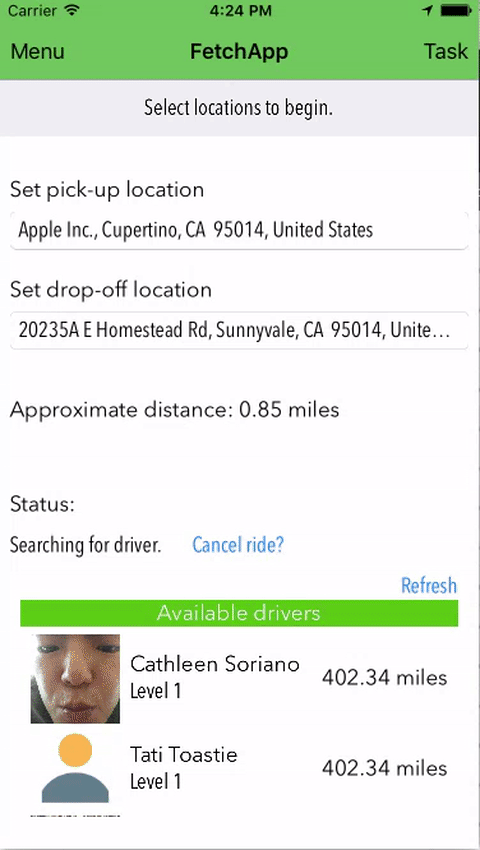 Carrier 4:24 PM
Menu FetchApp Task
Select locations to begin.
Set pick-up location
Apple Inc., Cupertino, CA 95014, United States
Set drop-off location
20235A E Homestead Rd, Sunnyvale, CA 95014, Unite...
Approximate distance: 0.85 miles
Status:
Searching for driver. Cancel ride?
Refresh
Available drivers
Cathleen Soriano
Level 1
402.34 miles
Tati Toastie
Level 1
402.34 miles